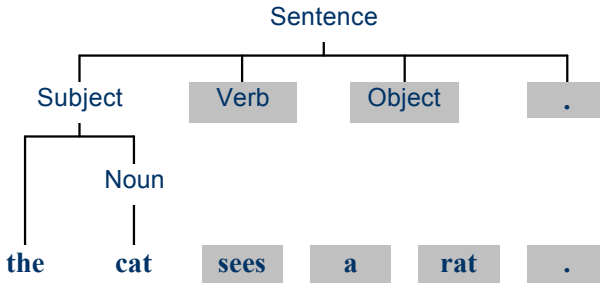 Sentence
Subject Verb Object .
Noun
the cat sees a rat .